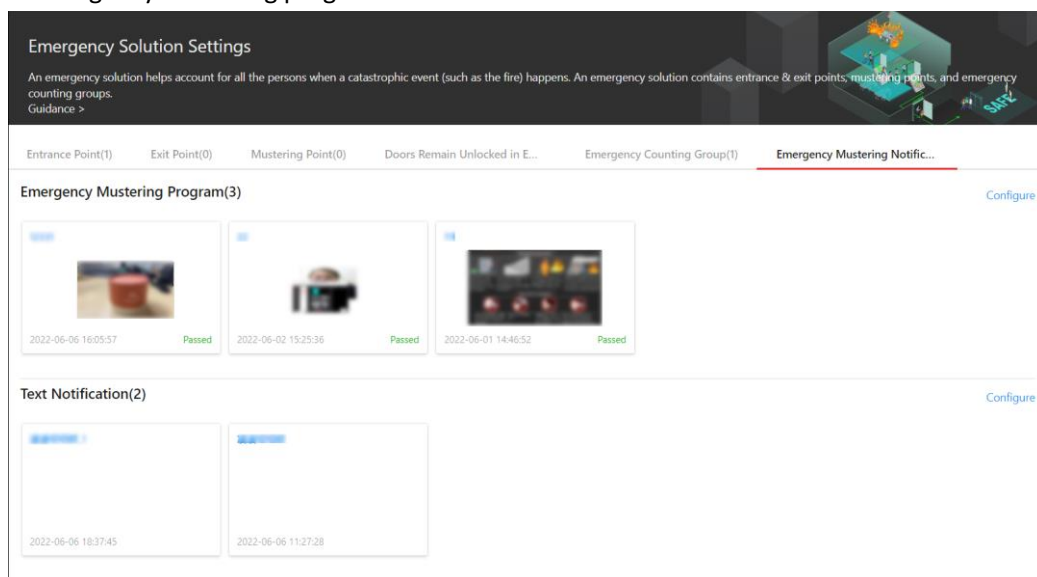 Emergency Solution Settings
An emergency solution helps account for all the persons when a catastrophic event (such as the fire) happens. An emergency solution contains entrance & exit points, mustering points, and emergency
counting groups.
Guidance >
SAFE
Entrance Point(1) Exit Point(0) Mustering Point(0) Doors Remain Unlocked in E... Emergency Counting Group(1) Emergency Mustering Notific...
Emergency Mustering Program(3) Configure
2022-06-06 16:05:57 Passed 2022-06-02 15:25:36 Passed 2022-06-01 14:46:52 Passed
Text Notification(2) Configure
2022-06-06 18:37:45 2022-06-06 11:27:28